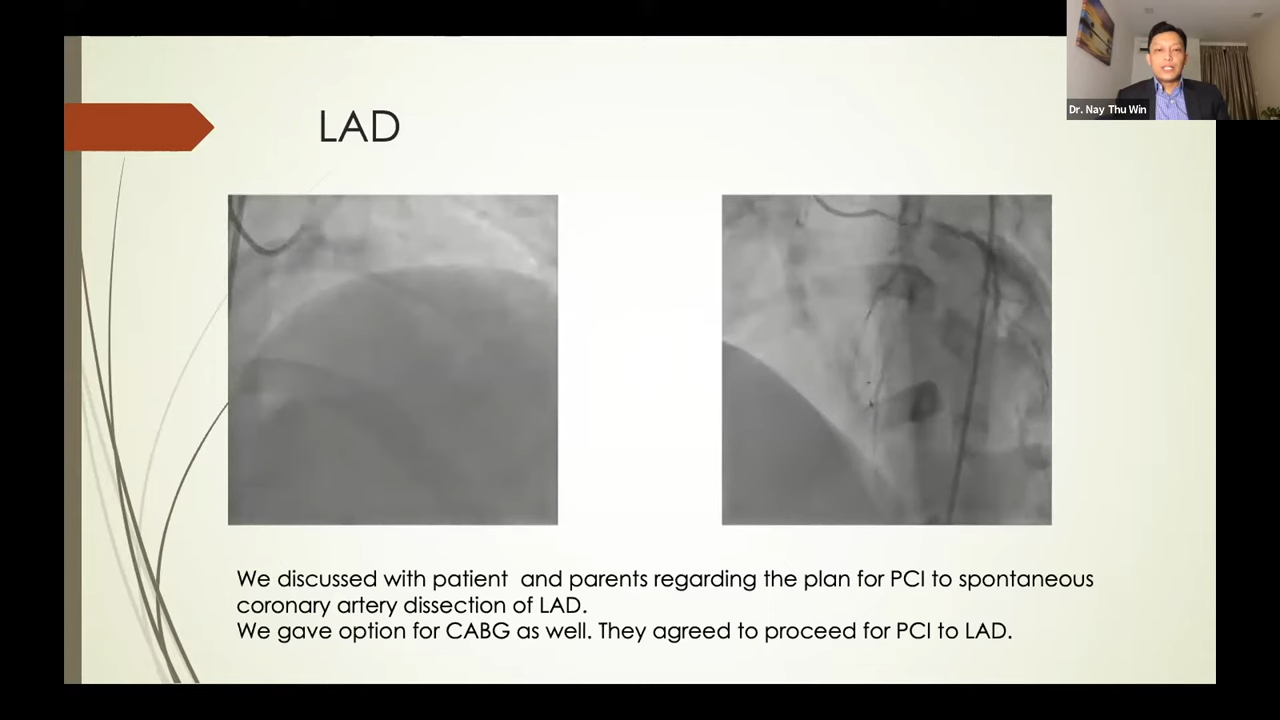 Dr. Nay Thu Win
LAD
We discussed with patient and parents regarding the plan for PCI to spontaneous
coronary artery dissection of LAD.
We gave option for CABG as well. They agreed to proceed for PCI to LAD.